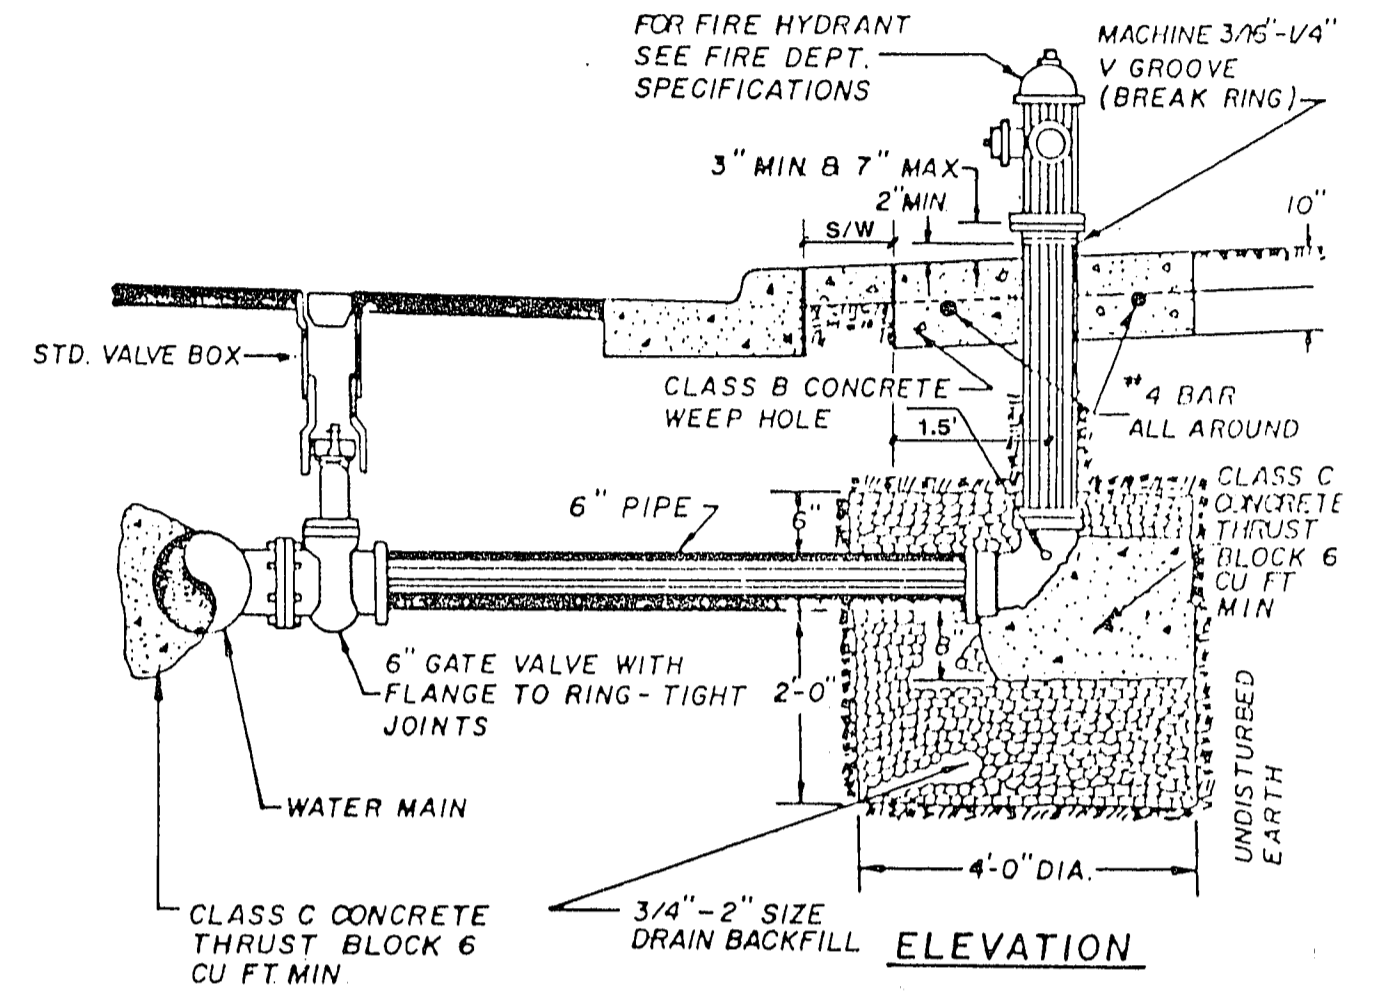 FOR FIRE HYDRANT
SEE FIRE DEPT.
SPECIFICATIONS
MACHINE 3/16"-1/4"
V GROOVE
(BREAK RING)
3" MIN & 7" MAX
2" MIN.
S/W
10"
STD. VALVE BOX
CLASS B CONCRETE
WEEP HOLE
1.5'
#4 BAR
ALL AROUND
6" PIPE
6"
CLASS C
CONCRETE
THRUST
BLOCK 6
CU FT
MIN
8"
6" GATE VALVE WITH
FLANGE TO RING-TIGHT
JOINTS
2'-0"
UNDISTURBED
EARTH
WATER MAIN
4'-0" DIA.
CLASS C CONCRETE
THRUST BLOCK 6
CU FT. MIN
3/4"-2" SIZE
DRAIN BACKFILL
ELEVATION